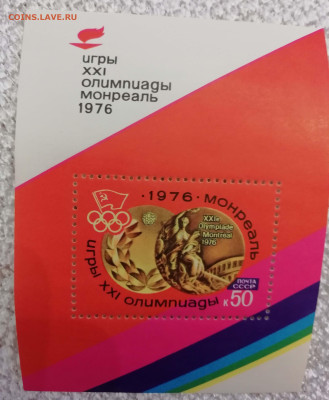 COINS.LAVE.RU
игры
XXI
олимпиады
монреаль
1976
·1976· монреаль
игры XXI олимпиады
XXIe
Olympiade
Montréal
1976
ПОЧТА
СССР
к50